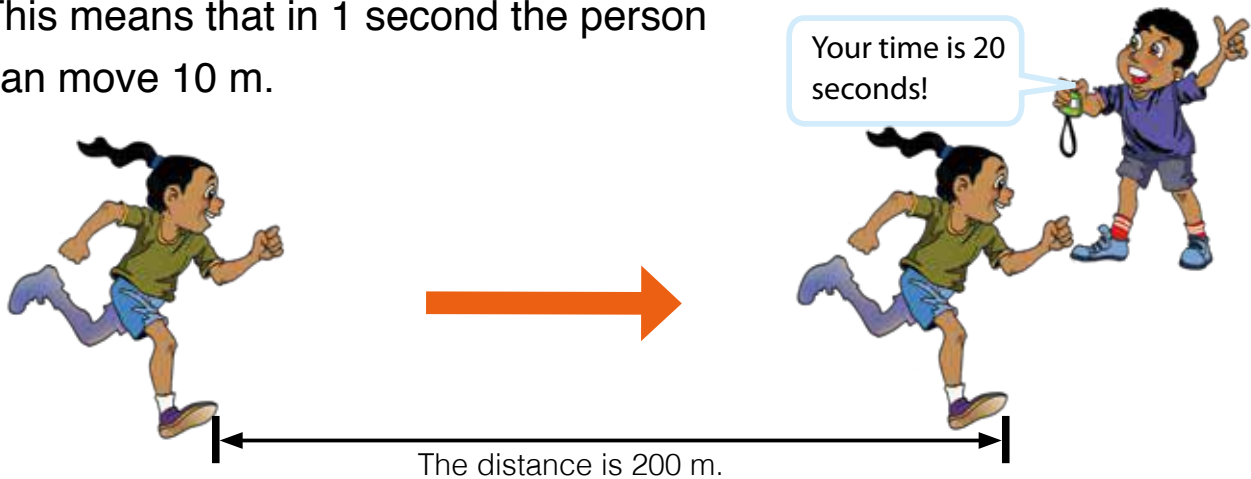 This means that in 1 second the person
an move 10 m.
Your time is 20
seconds!
The distance is 200 m.